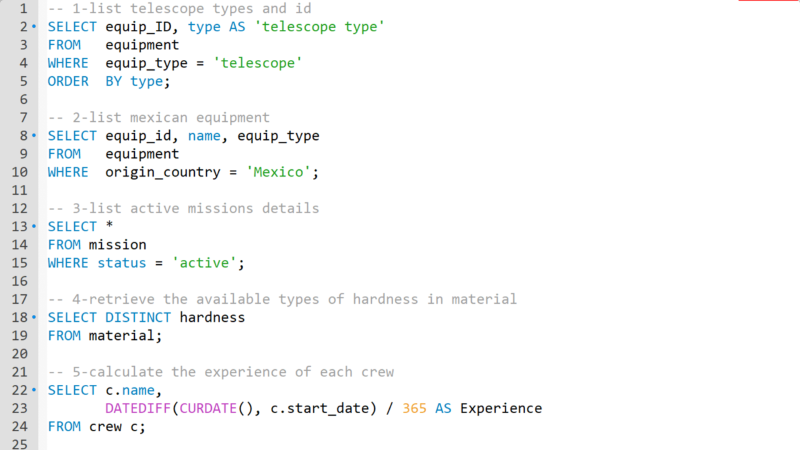 1 -- 1-list telescope types and id
2 SELECT equip_ID, type AS 'telescope type'
3 FROM   equipment
4 WHERE  equip_type = 'telescope'
5 ORDER  BY type;
6
7 -- 2-list mexican equipment
8 SELECT equip_id, name, equip_type
9 FROM   equipment
10 WHERE  origin_country = 'Mexico';
11
12 -- 3-list active missions details
13 SELECT *
14 FROM mission
15 WHERE status = 'active';
16
17 -- 4-retrieve the available types of hardness in material
18 SELECT DISTINCT hardness
19 FROM material;
20
21 -- 5-calculate the experience of each crew
22 SELECT c.name,
23        DATEDIFF(CURDATE(), c.start_date) / 365 AS Experience
24 FROM crew c;
25